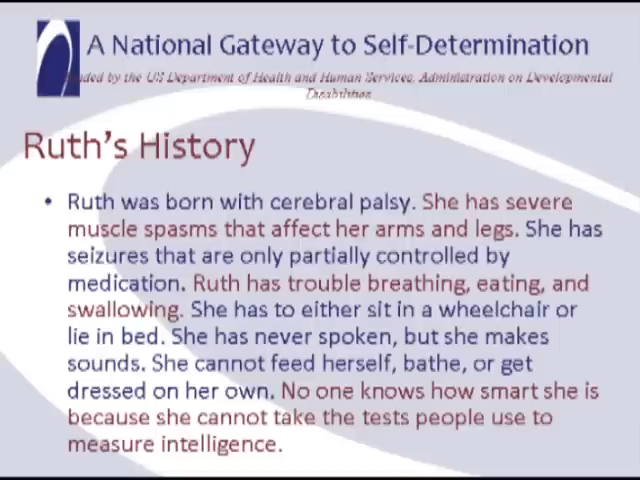 A National Gateway to Self-Determination
Funded by the US Department of Health and Human Services, Administration on Developmental
Disabilities
Ruth's History
• Ruth was born with cerebral palsy. She has severe
muscle spasms that affect her arms and legs. She has
seizures that are only partially controlled by
medication. Ruth has trouble breathing, eating, and
swallowing. She has to either sit in a wheelchair or
lie in bed. She has never spoken, but she makes
sounds. She cannot feed herself, bathe, or get
dressed on her own. No one knows how smart she is
because she cannot take the tests people use to
measure intelligence.